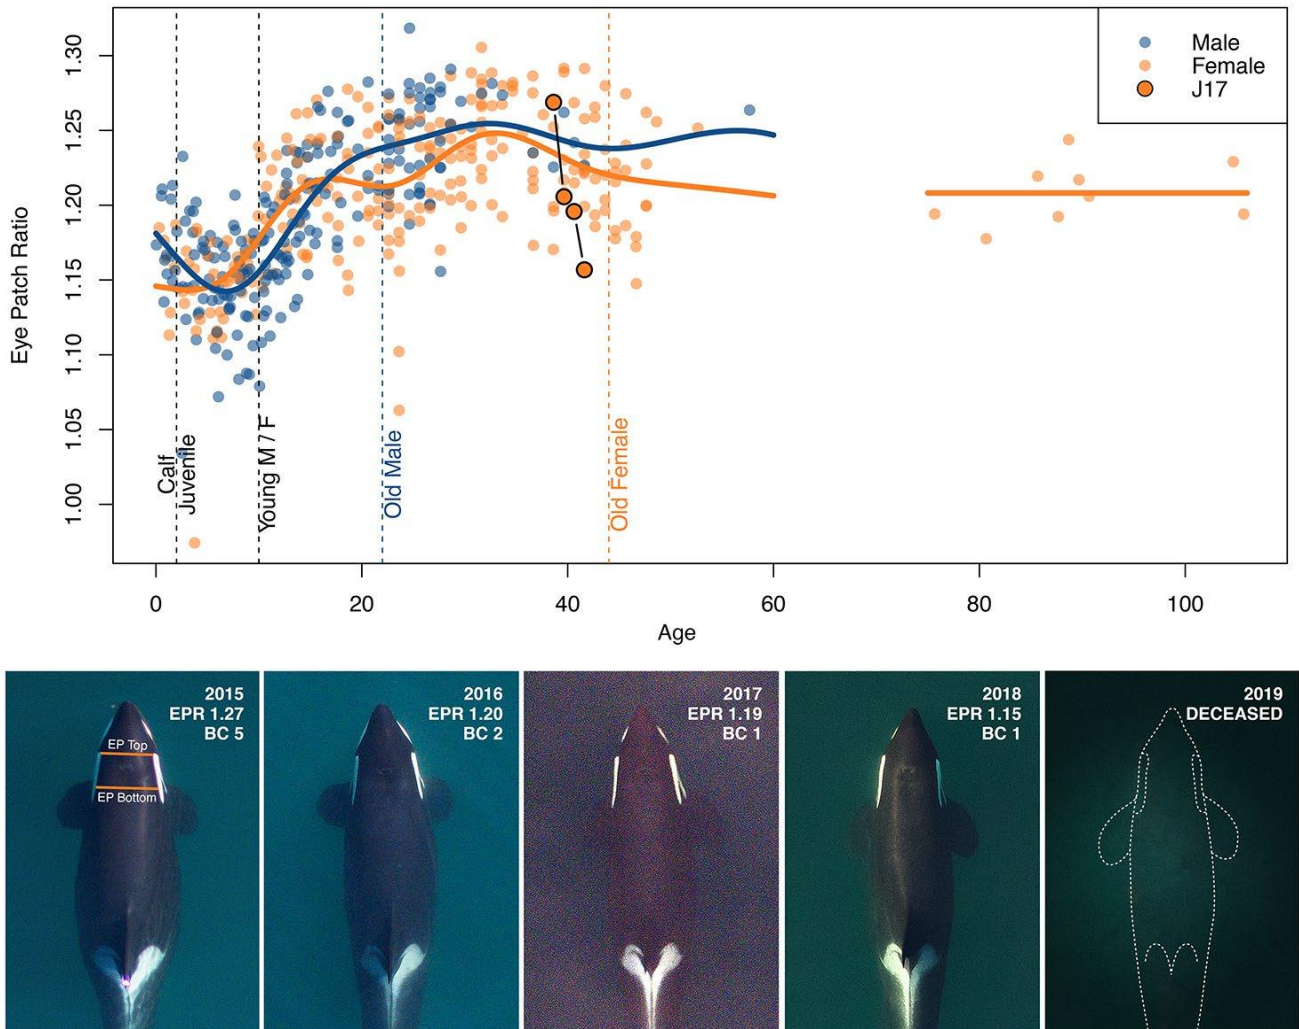 Male
Female
J17
Eye Patch Ratio
1.30
1.25
1.20
1.15
1.10
1.05
1.00
Calf
Juvenile
Young M / F
Old Male
Old Female
0 20 40 60 80 100
Age
2015
EPR 1.27
BC 5
EP Top
EP Bottom
2016
EPR 1.20
BC 2
2017
EPR 1.19
BC 1
2018
EPR 1.15
BC 1
2019
DECEASED